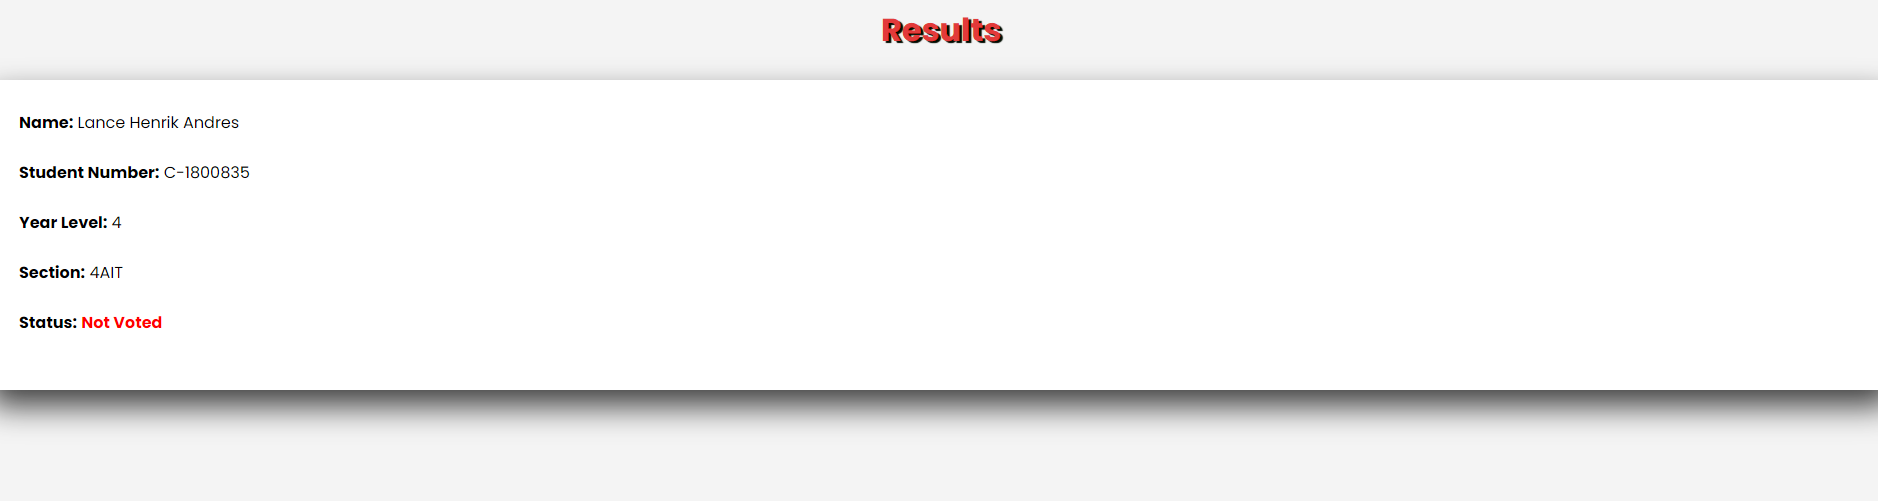 Results
Name: Lance Henrik Andres
Student Number: C-1800835
Year Level: 4
Section: 4AIT
Status: Not Voted